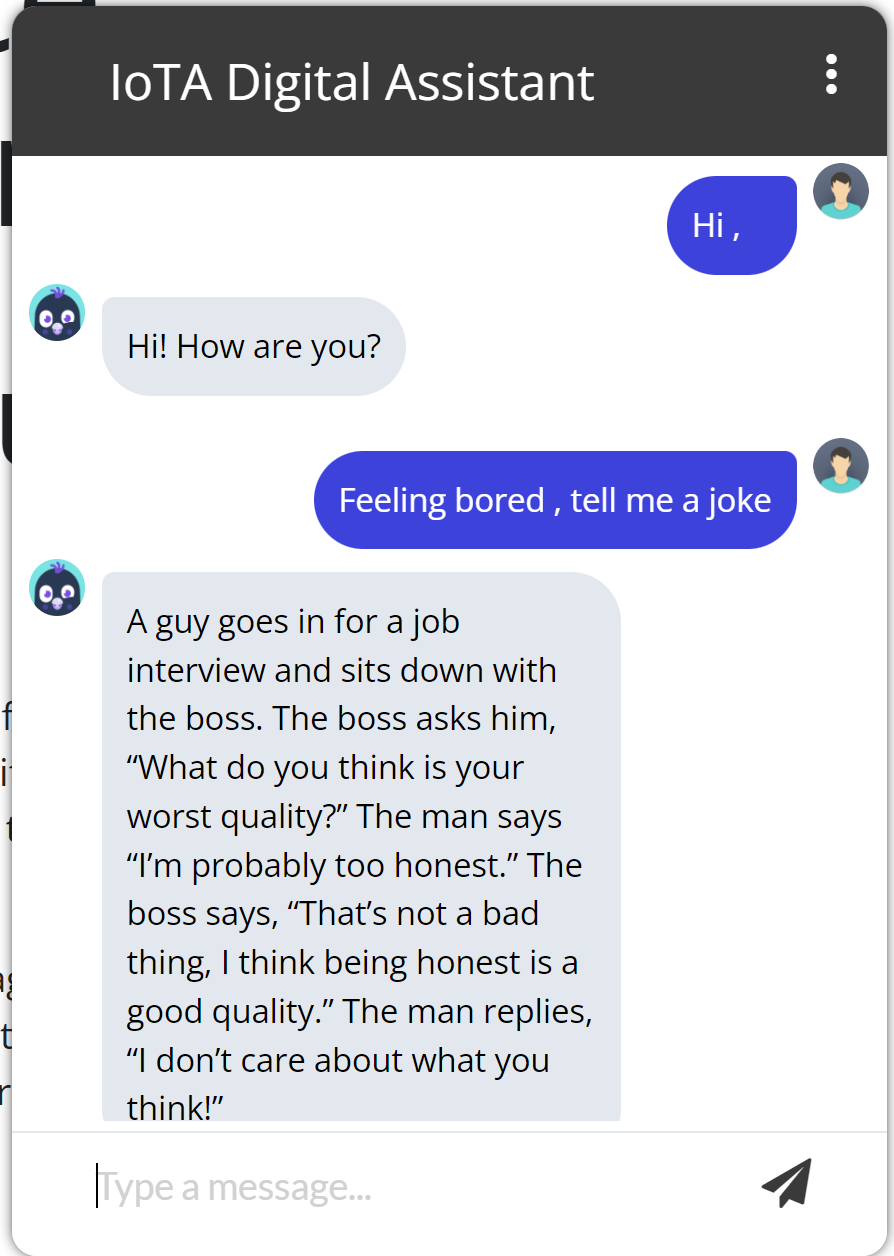 IoTA Digital Assistant
Hi ,
Hi! How are you?
Feeling bored , tell me a joke
A guy goes in for a job
interview and sits down with
the boss. The boss asks him,
“What do you think is your
worst quality?” The man says
“I’m probably too honest.” The
boss says, “That’s not a bad
thing, I think being honest is a
good quality.” The man replies,
“I don’t care about what you
think!”
Type a message...